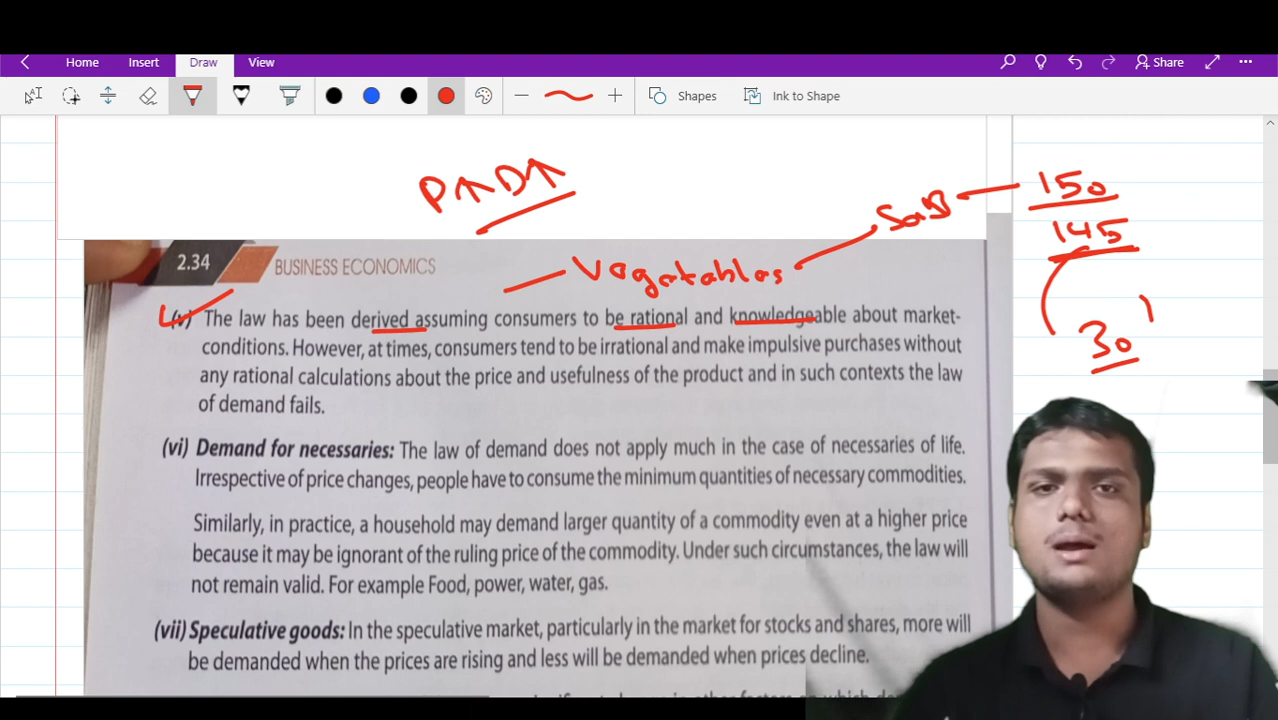 Home Insert Draw View
Share
Shapes Ink to Shape
P↑D↑
150
145
30
Vegatables
2.34 BUSINESS ECONOMICS
(v) The law has been derived assuming consumers to be rational and knowledgeable about market-
conditions. However, at times, consumers tend to be irrational and make impulsive purchases without
any rational calculations about the price and usefulness of the product and in such contexts the law
of demand fails.
(vi) Demand for necessaries: The law of demand does not apply much in the case of necessaries of life.
Irrespective of price changes, people have to consume the minimum quantities of necessary commodities.
Similarly, in practice, a household may demand larger quantity of a commodity even at a higher price
because it may be ignorant of the ruling price of the commodity. Under such circumstances, the law will
not remain valid. For example Food, power, water, gas.
(vii) Speculative goods: In the speculative market, particularly in the market for stocks and shares, more will
be demanded when the prices are rising and less will be demanded when prices decline.